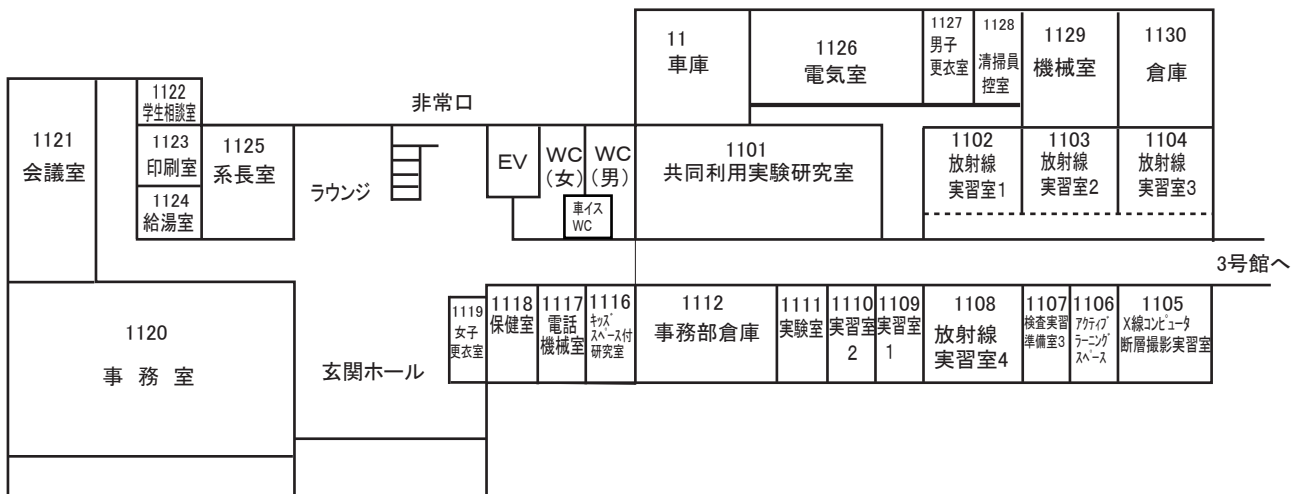 11
車庫
1126
電気室
1127
男子
更衣室
1128
清掃員
控室
1129
機械室
1130
倉庫
1121
会議室
1122
学生相談室
1123
印刷室
1124
給湯室
1125
系長室
非常口
ラウンジ
EV
WC
(女)
WC
(男)
車イス
WC
1101
共同利用実験研究室
1102
放射線
実習室1
1103
放射線
実習室2
1104
放射線
実習室3
3号館へ
1120
事 務 室
玄関ホール
1119
女子
更衣室
1118
保健室
1117
電話
機械室
1116
キッズ
スペース付
研究室
1112
事務部倉庫
1111
実験室
1110
実習室
2
1109
実習室
1
1108
放射線
実習室4
1107
検査実習
準備室3
1106
アクティブ
ラーニング
スペース
1105
X線コンピュータ
断層撮影実習室